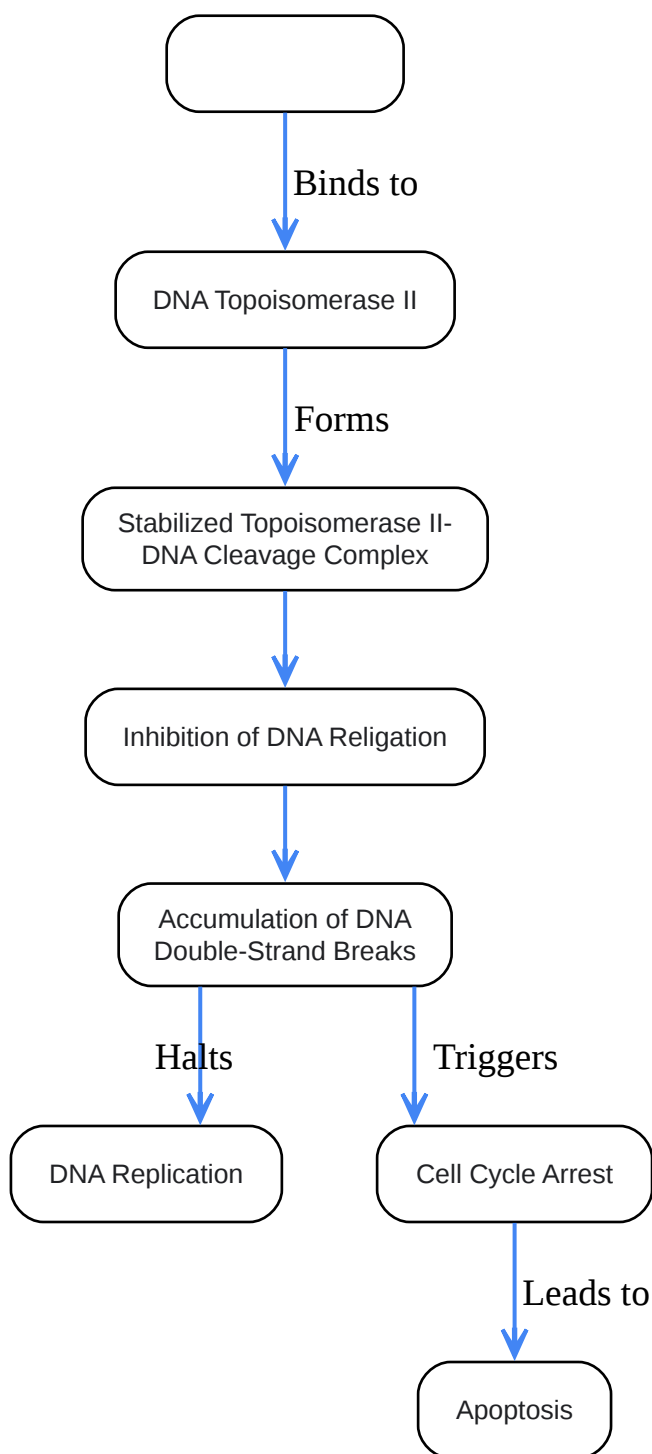 Binds to
DNA Topoisomerase II
Forms
Stabilized Topoisomerase II-
DNA Cleavage Complex
Inhibition of DNA Religation
Accumulation of DNA
Double-Strand Breaks
Halts
Triggers
DNA Replication
Cell Cycle Arrest
Leads to
Apoptosis